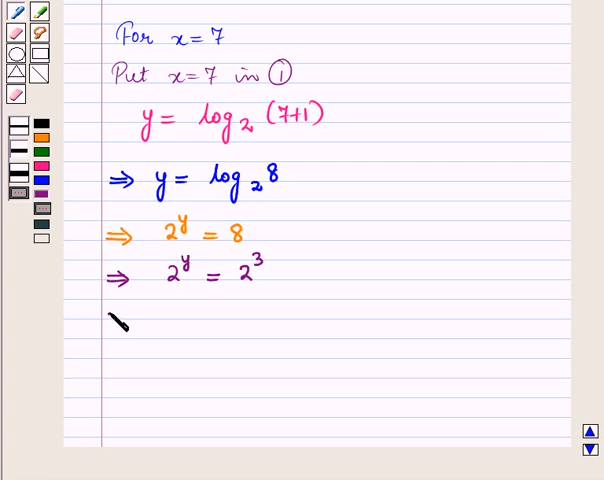 For x = 7
Put x = 7 in ①
y = log₂ (7+1)
⇒ y = log₂ 8
⇒ 2ʸ = 8
⇒ 2ʸ = 2³